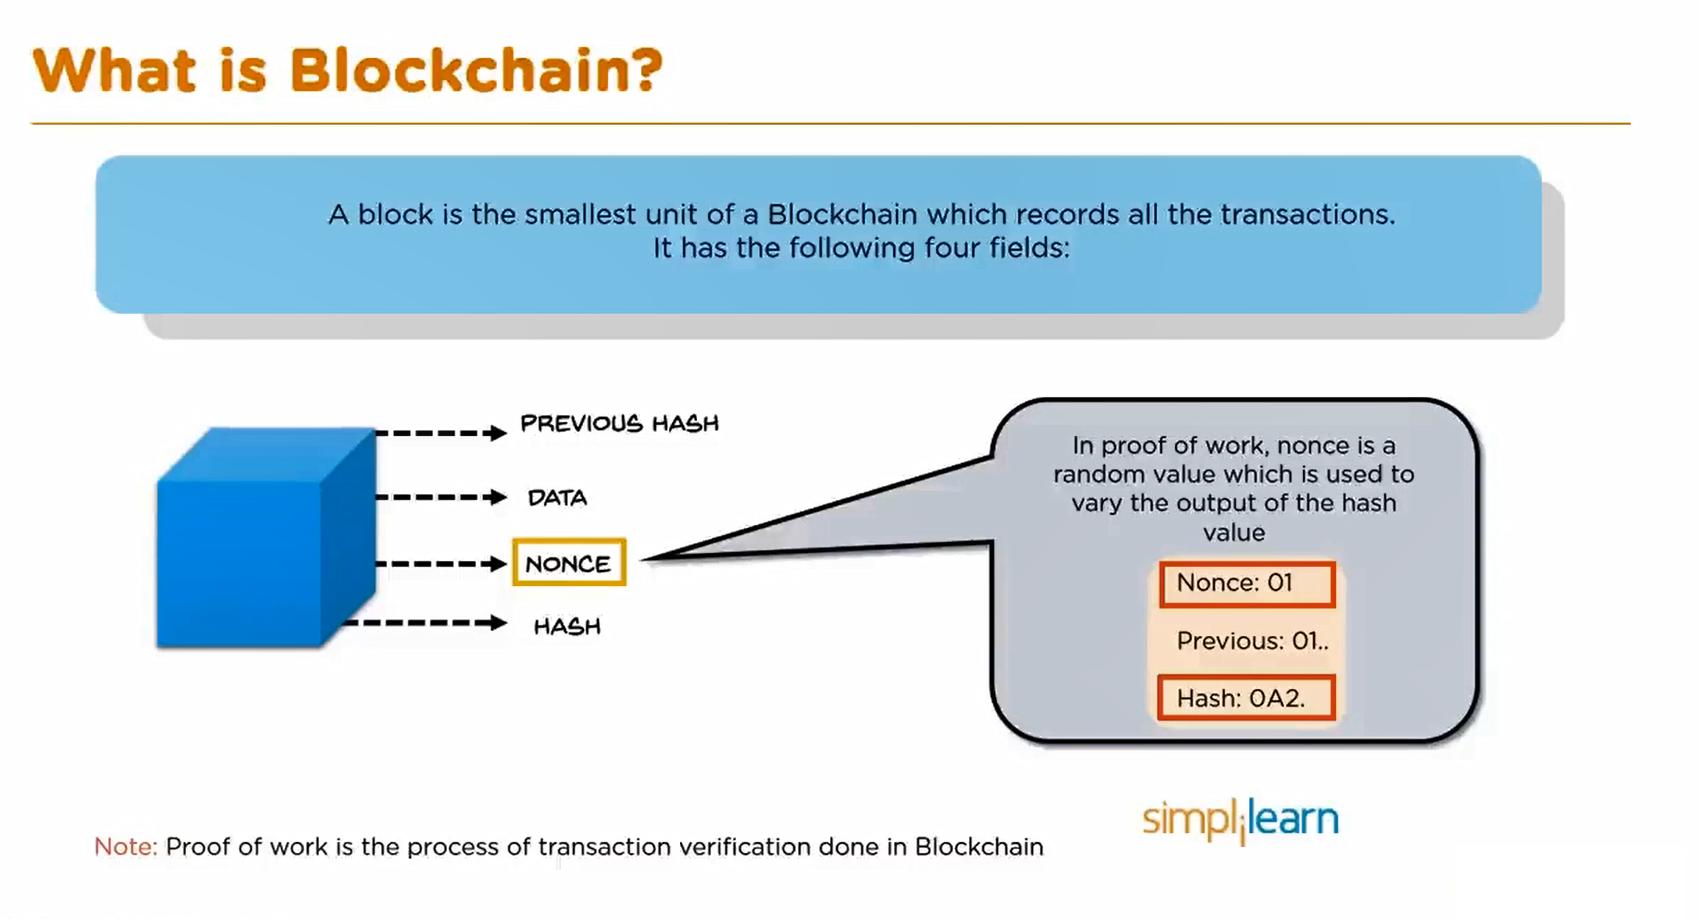 What is Blockchain?
A block is the smallest unit of a Blockchain which records all the transactions.
It has the following four fields:
PREVIOUS HASH
DATA
NONCE
HASH
In proof of work, nonce is a
random value which is used to
vary the output of the hash
value
Nonce: 01
Previous: 01..
Hash: 0A2.
simplilearn
Note: Proof of work is the process of transaction verification done in Blockchain